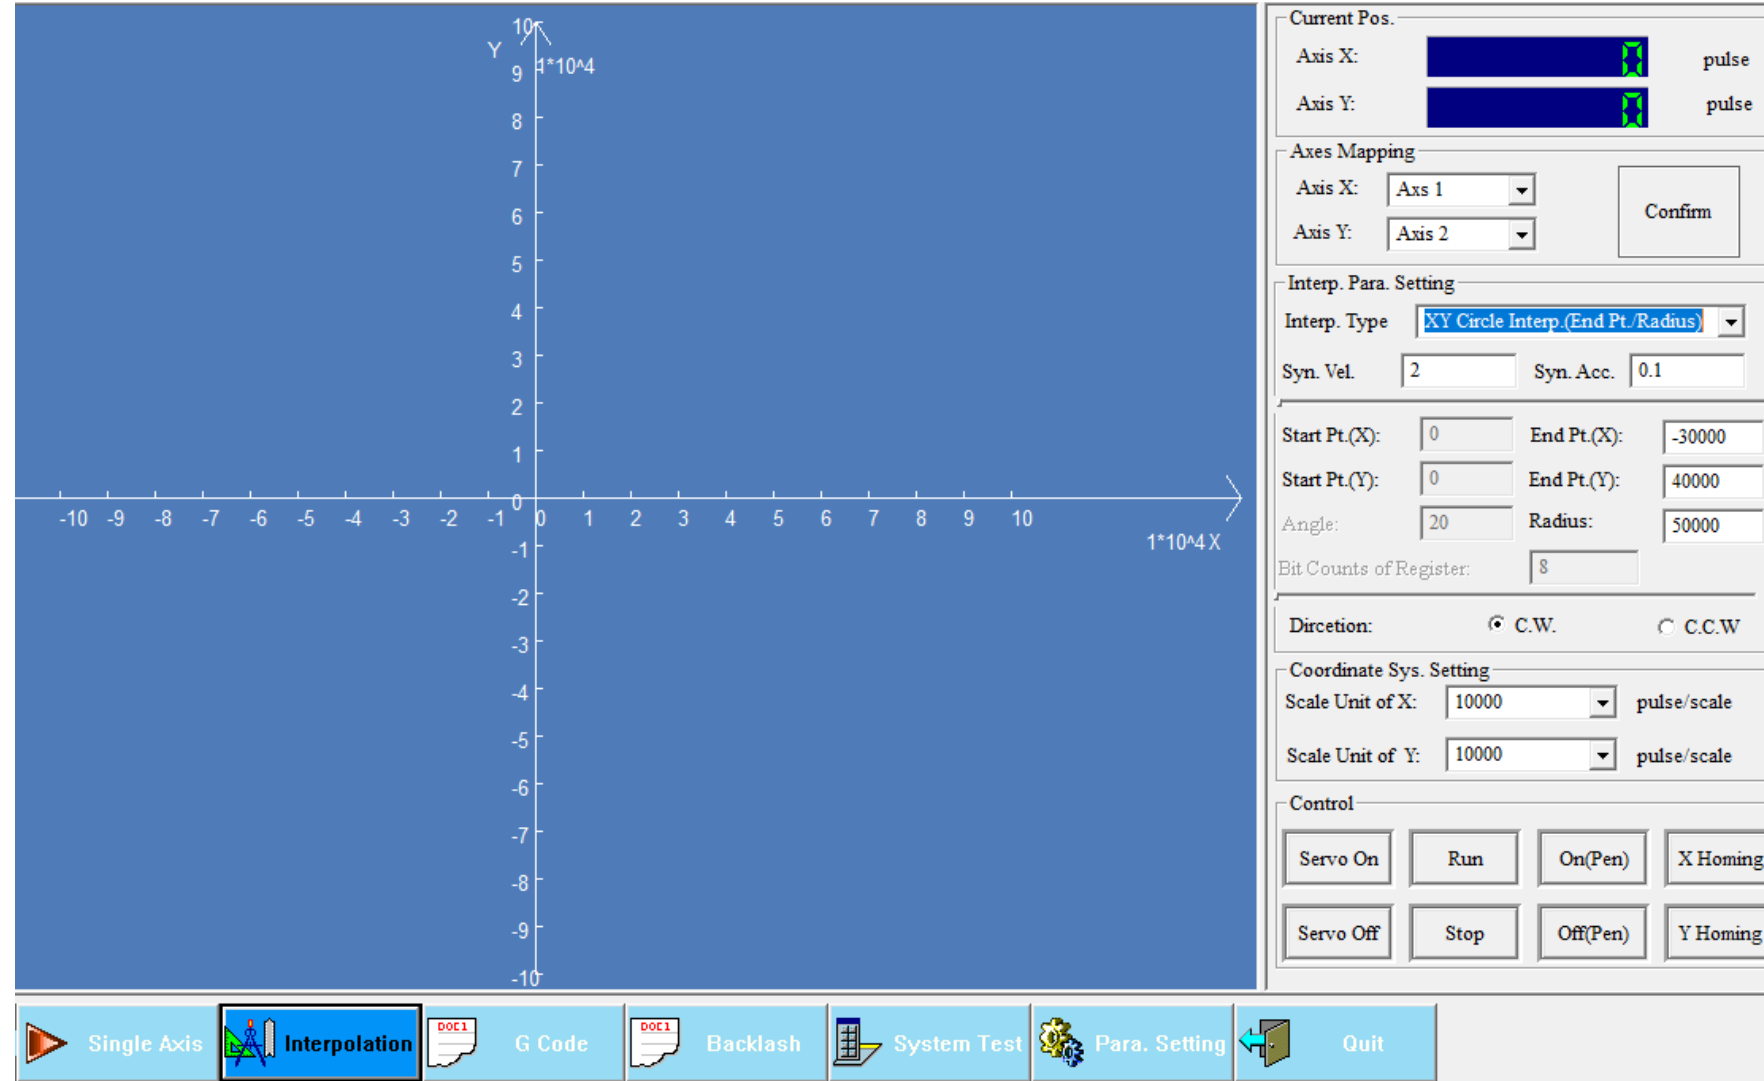 Y
10
1*10^4
9
8
7
6
5
4
3
2
1
0
-10 -9 -8 -7 -6 -5 -4 -3 -2 -1 0 1 2 3 4 5 6 7 8 9 10
1*10^4 X
-1
-2
-3
-4
-5
-6
-7
-8
-9
-10
Current Pos.
Axis X: 0 pulse
Axis Y: 0 pulse
Axes Mapping
Axis X: Axs 1
Axis Y: Axis 2
Confirm
Interp. Para. Setting
Interp. Type XY Circle Interp.(End Pt./Radius)
Syn. Vel. 2 Syn. Acc. 0.1
Start Pt.(X): 0 End Pt.(X): -30000
Start Pt.(Y): 0 End Pt.(Y): 40000
Angle: 20 Radius: 50000
Bit Counts of Register: 8
Dircetion: C.W. C.C.W
Coordinate Sys. Setting
Scale Unit of X: 10000 pulse/scale
Scale Unit of Y: 10000 pulse/scale
Control
Servo On Run On(Pen) X Homing
Servo Off Stop Off(Pen) Y Homing
Single Axis Interpolation DOC1 G Code DOC1 Backlash System Test Para. Setting Quit